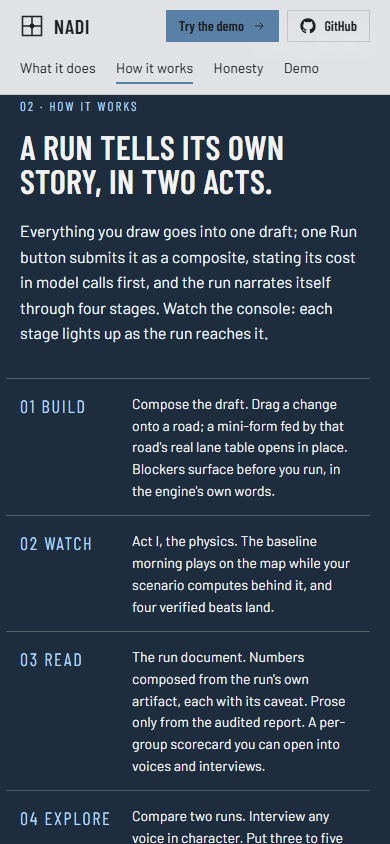 NADI
Try the demo →
GitHub
What it does
How it works
Honesty
Demo
02 · HOW IT WORKS
A RUN TELLS ITS OWN
STORY, IN TWO ACTS.
Everything you draw goes into one draft; one Run
button submits it as a composite, stating its cost
in model calls first, and the run narrates itself
through four stages. Watch the console: each
stage lights up as the run reaches it.
01 BUILD
Compose the draft. Drag a change
onto a road; a mini-form fed by that
road's real lane table opens in place.
Blockers surface before you run, in
the engine's own words.
02 WATCH
Act I, the physics. The baseline
morning plays on the map while your
scenario computes behind it, and
four verified beats land.
03 READ
The run document. Numbers
composed from the run's own
artifact, each with its caveat. Prose
only from the audited report. A per-
group scorecard you can open into
voices and interviews.
04 EXPLORE
Compare two runs. Interview any
voice in character. Put three to five